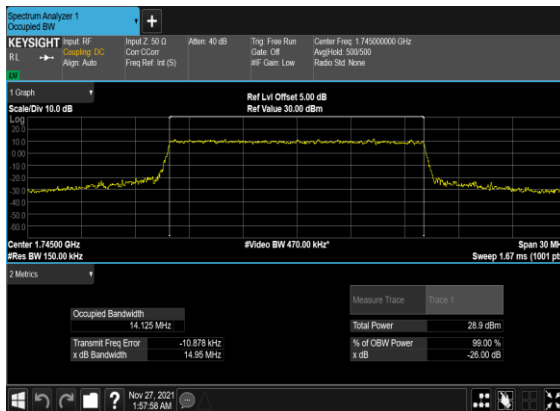 Spectrum Analyzer 1
Occupied BW
+
KEYSIGHT Input: RF Input Z: 50 Ω Atten: 40 dB Trig: Free Run Center Freq: 1.745000000 GHz
RL Coupling: DC Corr CCorr Gate: Off Avg|Hold: 500/500
Align: Auto Freq Ref: Int (S) #IF Gain: Low Radio Std: None
1 Graph
Ref Lvl Offset 5.00 dB
Scale/Div 10.0 dB Ref Value 30.00 dBm
Log
20.0
10.0
0.00
-10.0
-20.0
-30.0
-40.0
-50.0
-60.0
Center 1.74500 GHz #Video BW 470.00 kHz* Span 30 MH
#Res BW 150.00 kHz Sweep 1.67 ms (1001 pt
2 Metrics
Measure Trace Trace 1
Occupied Bandwidth
14.125 MHz
Total Power 28.9 dBm
Transmit Freq Error -10.878 kHz % of OBW Power 99.00 %
x dB Bandwidth 14.95 MHz x dB -26.00 dB
Nov 27, 2021
1:57:58 AM